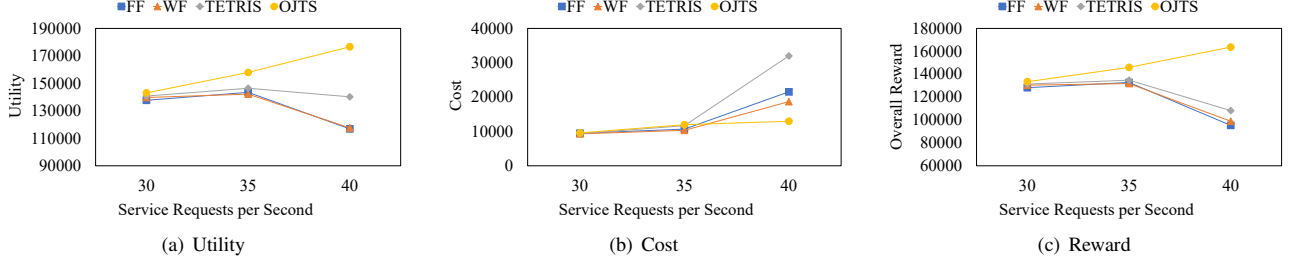 FF WF TETRIS OJTS
190000
170000
150000
130000
110000
90000
Utility
30 35 40
Service Requests per Second
(a) Utility
FF WF TETRIS OJTS
40000
30000
20000
10000
0
Cost
30 35 40
Service Requests per Second
(b) Cost
FF WF TETRIS OJTS
180000
160000
140000
120000
100000
80000
60000
Overall Reward
30 35 40
Service Requests per Second
(c) Reward